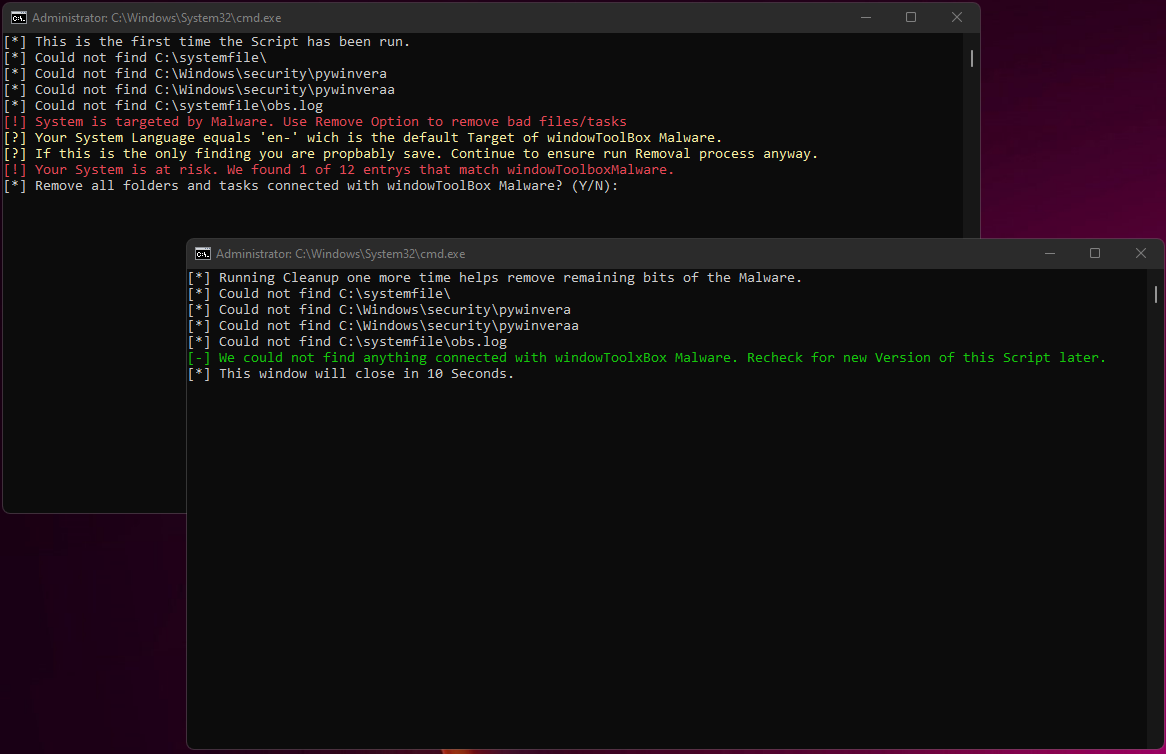 Administrator: C:\Windows\System32\cmd.exe
[*] This is the first time the Script has been run.
[*] Could not find C:\systemfile\
[*] Could not find C:\Windows\security\pywinvera
[*] Could not find C:\Windows\security\pywinveraa
[*] Could not find C:\systemfile\obs.log
[!] System is targeted by Malware. Use Remove Option to remove bad files/tasks
[?] Your System Language equals 'en-' wich is the default Target of windowToolBox Malware.
[?] If this is the only finding you are propbably save. Continue to ensure run Removal process anyway.
[!] Your System is at risk. We found 1 of 12 entrys that match windowToolboxMalware.
[*] Remove all folders and tasks connected with windowToolBox Malware? (Y/N):
Administrator: C:\Windows\System32\cmd.exe
[*] Running Cleanup one more time helps remove remaining bits of the Malware.
[*] Could not find C:\systemfile\
[*] Could not find C:\Windows\security\pywinvera
[*] Could not find C:\Windows\security\pywinveraa
[*] Could not find C:\systemfile\obs.log
[-] We could not find anything connected with windowToolxBox Malware. Recheck for new Version of this Script later.
[*] This window will close in 10 Seconds.